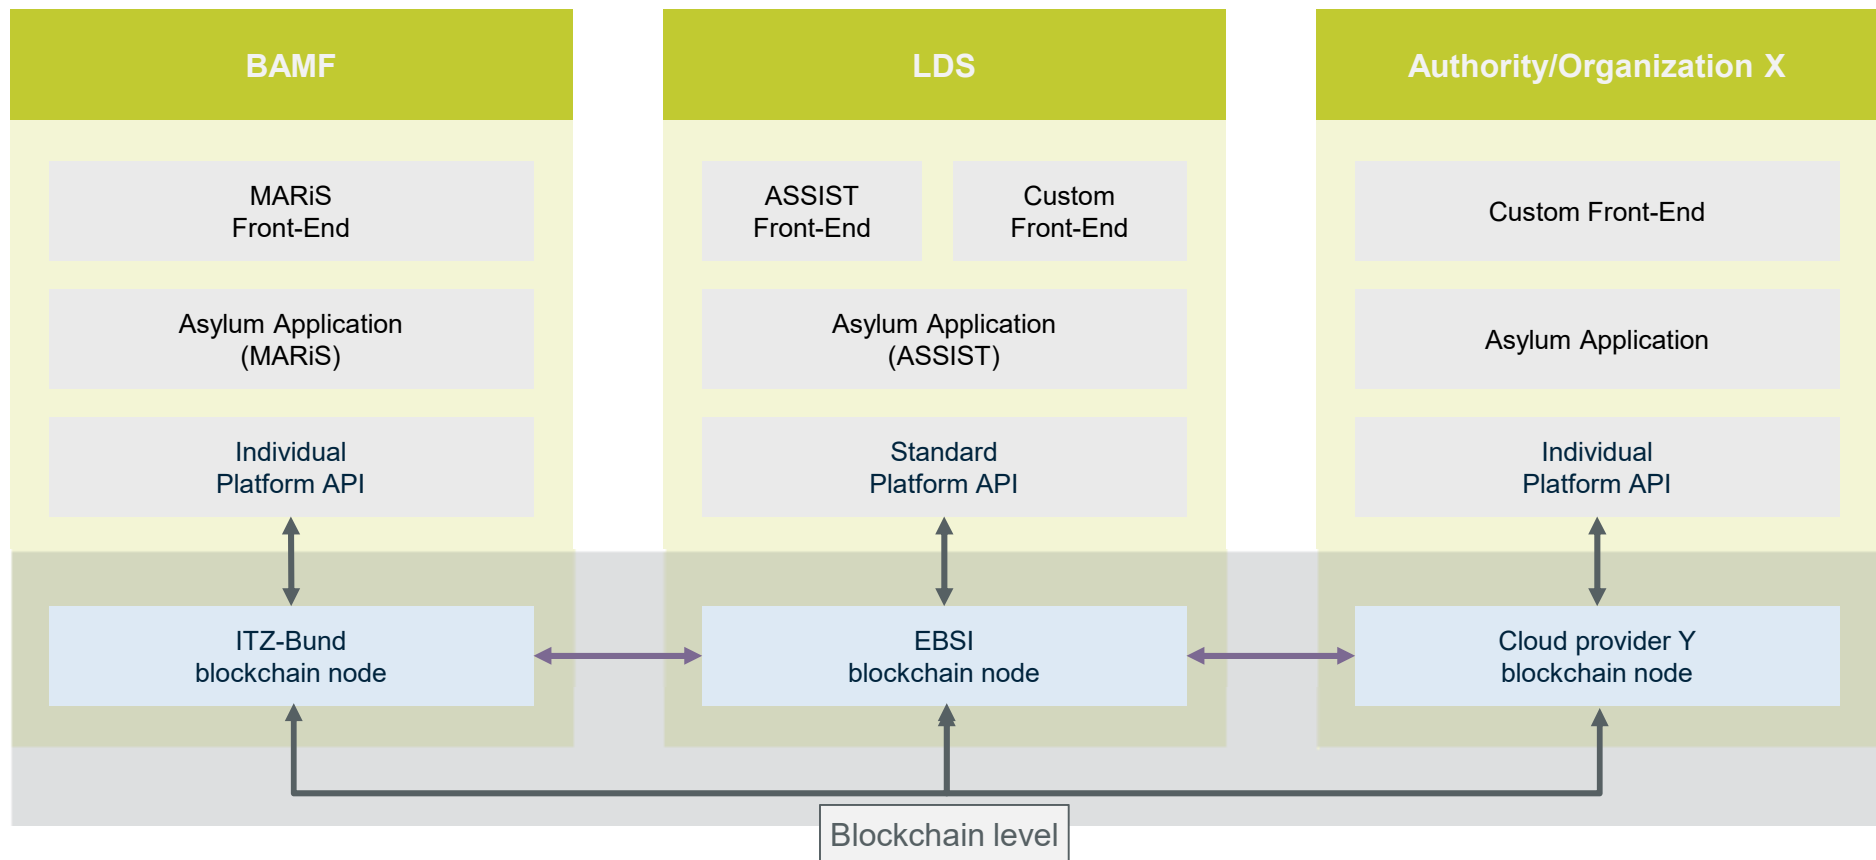 BAMF
LDS
Authority/Organization X
MARiS
Front-End
ASSIST
Front-End
Custom
Front-End
Custom Front-End
Asylum Application
(MARiS)
Asylum Application
(ASSIST)
Asylum Application
Individual
Platform API
Standard
Platform API
Individual
Platform API
ITZ-Bund
blockchain node
EBSI
blockchain node
Cloud provider Y
blockchain node
Blockchain level